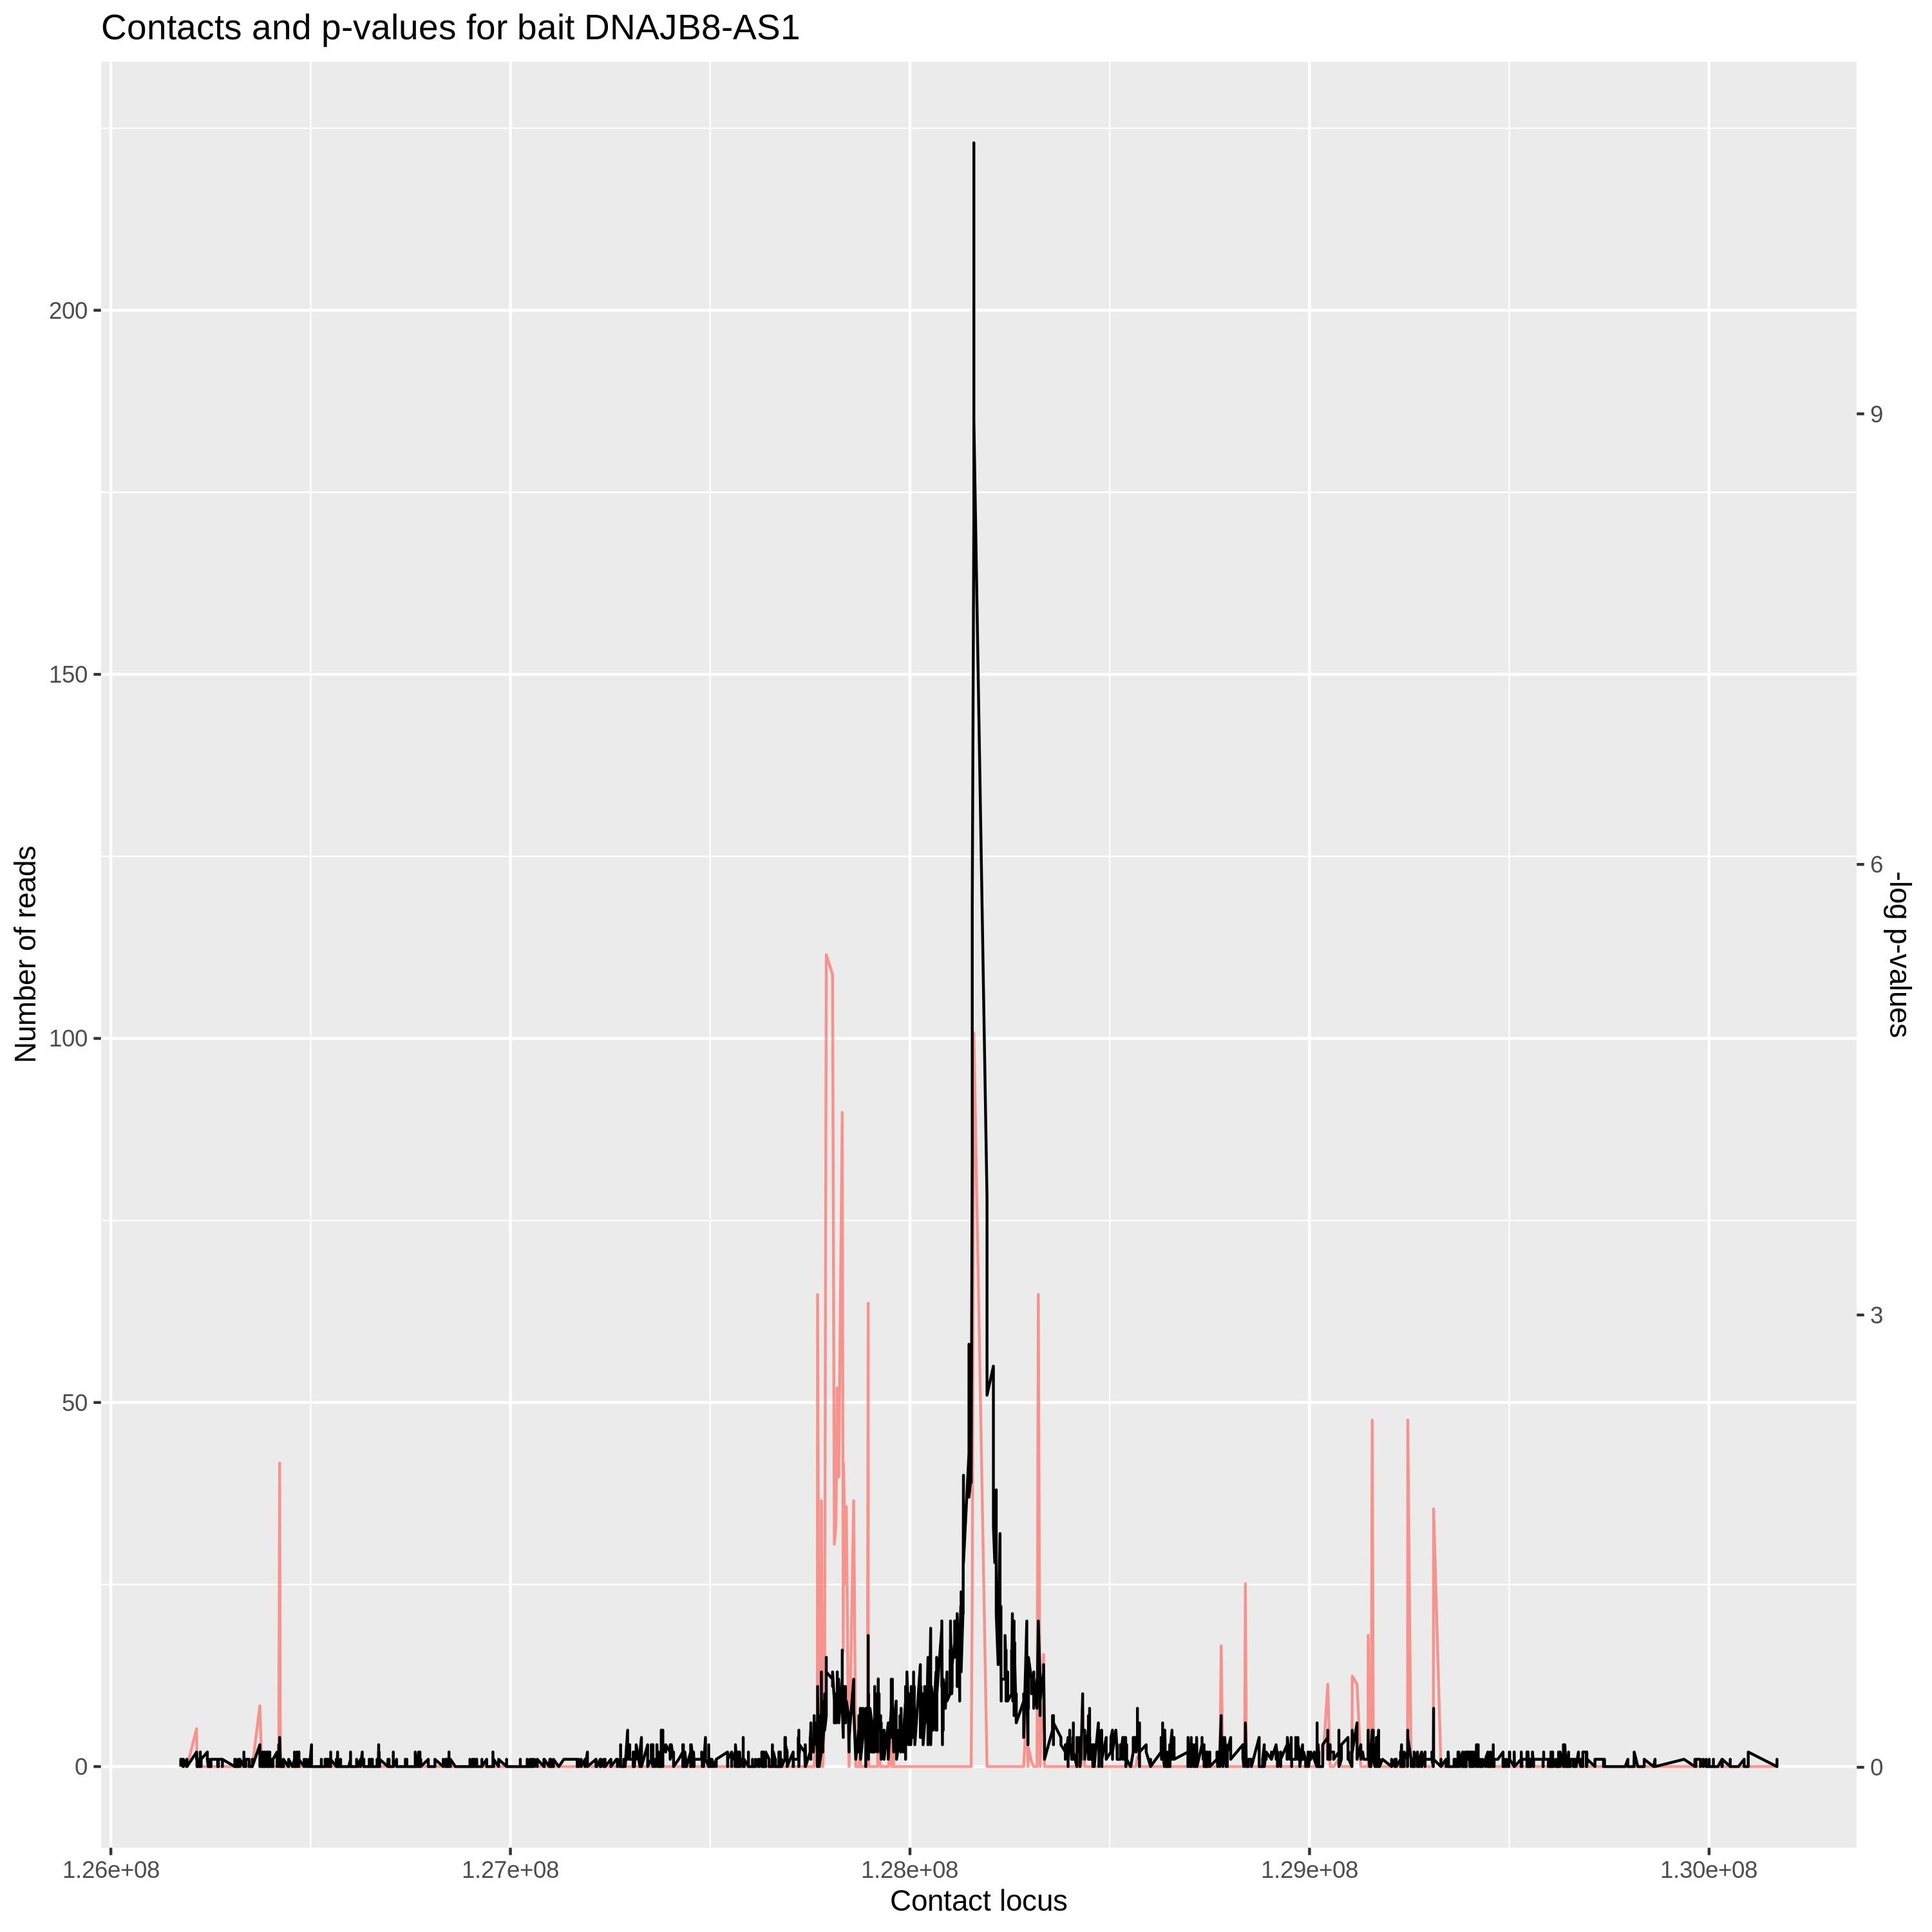 Contacts and p-values for bait DNAJB8-AS1
Number of reads
200
150
100
50
0
9
6
3
0
-log p-values
1.26e+08
1.27e+08
1.28e+08
1.29e+08
1.30e+08
Contact locus